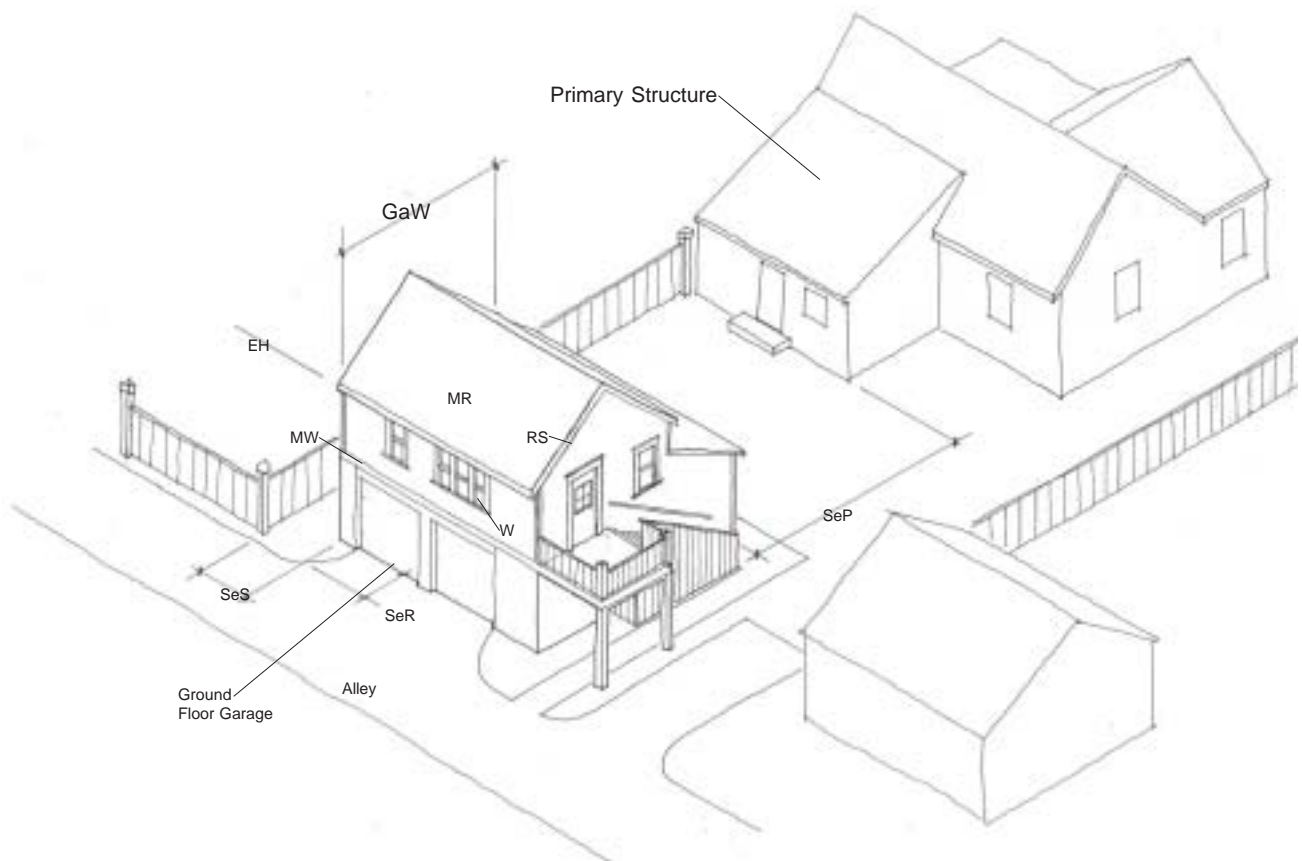 Primary Structure
GaW
EH
MR
MW
RS
W
SeP
SeS
SeR
Alley
Ground
Floor Garage